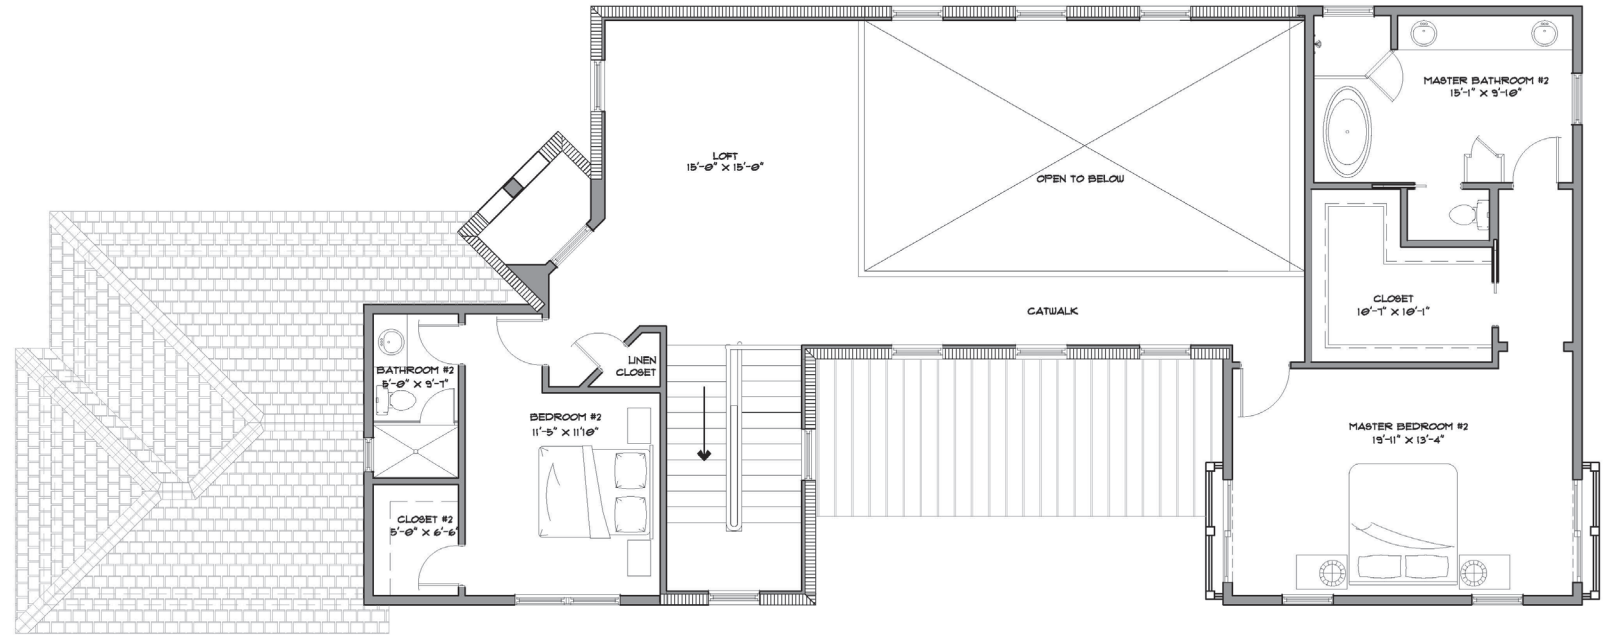 MASTER BATHROOM #2
15'-1" X 9'-10"
LOFT
15'-0" X 15'-0"
OPEN TO BELOW
CLOSET
10'-7" X 10'-1"
CATWALK
LINEN
CLOSET
BATHROOM #2
5'-0" X 9'-7"
BEDROOM #2
11'-5" X 11'10"
MASTER BEDROOM #2
19'-11" X 13'-4"
CLOSET #2
5'-0" X 6'-6"